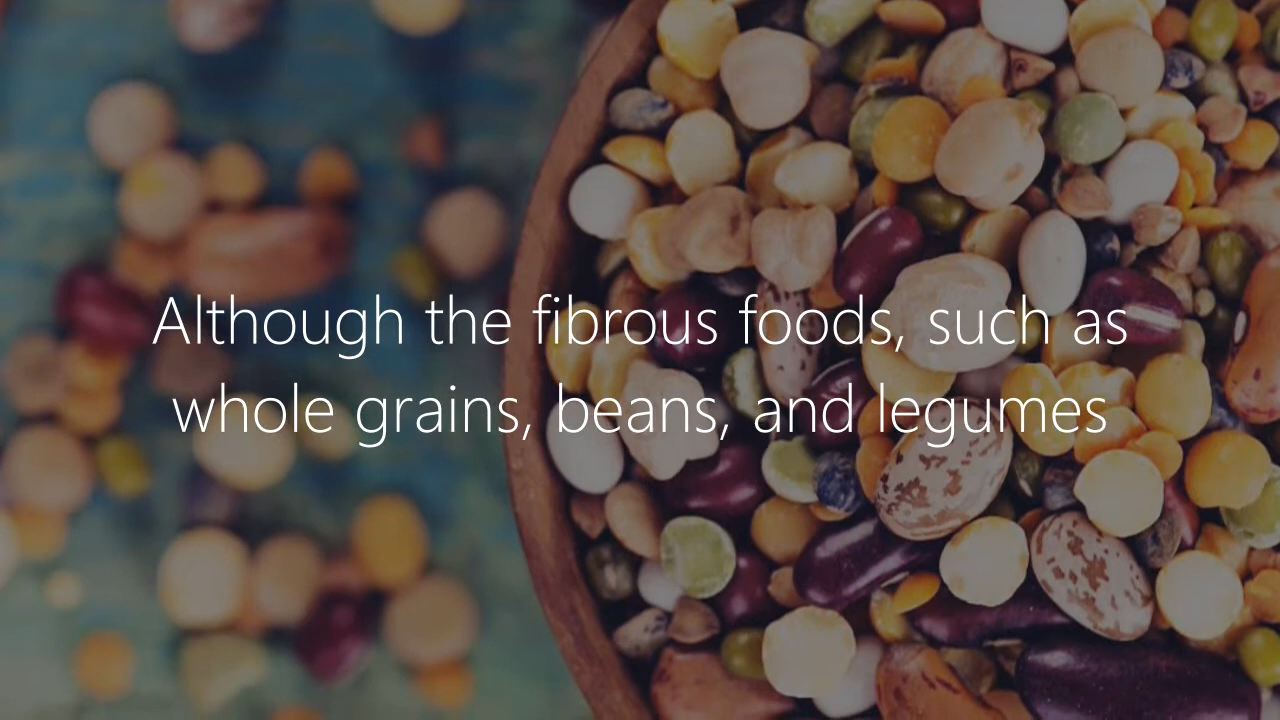 Although the fibrous foods, such as
whole grains, beans, and legumes